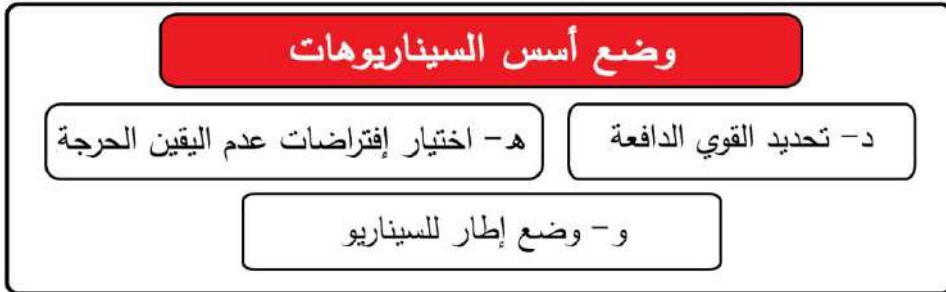 وضع أسس السيناريوهات
د- تحديد القوي الدافعة
هـ- اختيار إفتراضات عدم اليقين الحرجة
و- وضع إطار للسيناريو